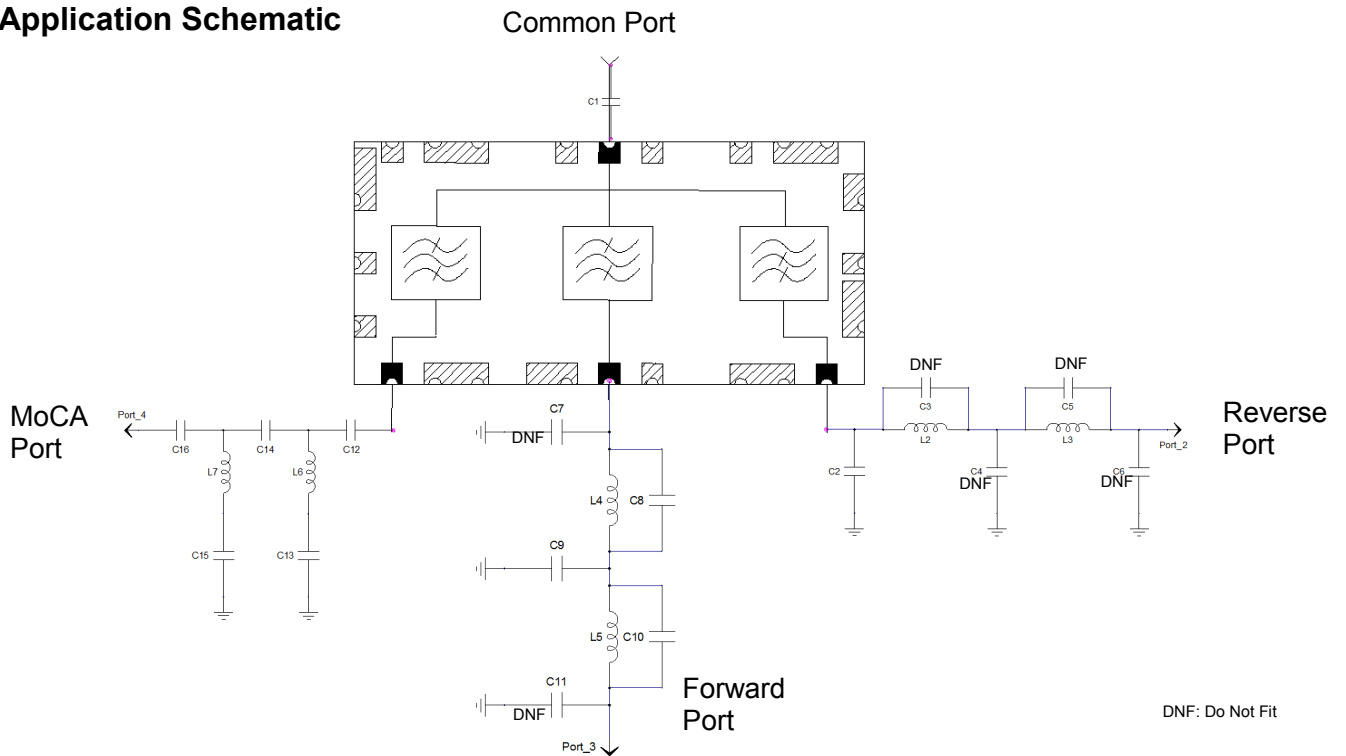 Application Schematic
Common Port
C1
MoCA
Port
Port_4
C16
C14
C12
L7
L6
C15
C13
C7
DNF
L4
C8
C9
L5
C10
C11
DNF
Forward
Port
Port_3
DNF
C3
L2
DNF
C5
L3
C2
C4
DNF
C6
DNF
Port_2
Reverse
Port
DNF: Do Not Fit